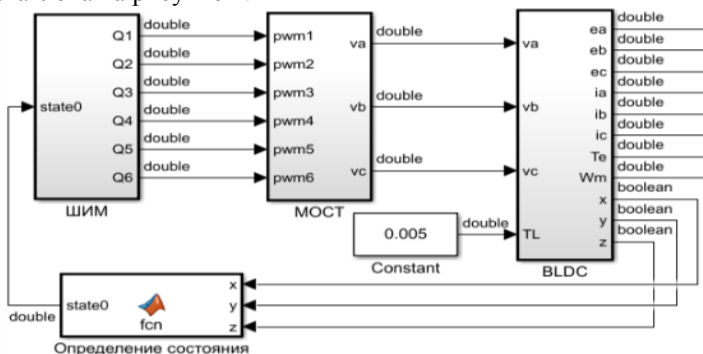 double
Q1
double
Q2
double
Q3
double
Q4
double
Q5
double
Q6
state0
ШИМ
pwm1
pwm2
pwm3
pwm4
pwm5
pwm6
va
vb
vc
МОСТ
double
double
double
va
vb
vc
TL
ea
eb
ec
ia
ib
ic
Te
Wm
x
y
z
BLDC
double
double
double
double
double
double
double
double
boolean
boolean
boolean
0.005
double
Constant
double
state0
fcn
x
y
z
Определение состояния